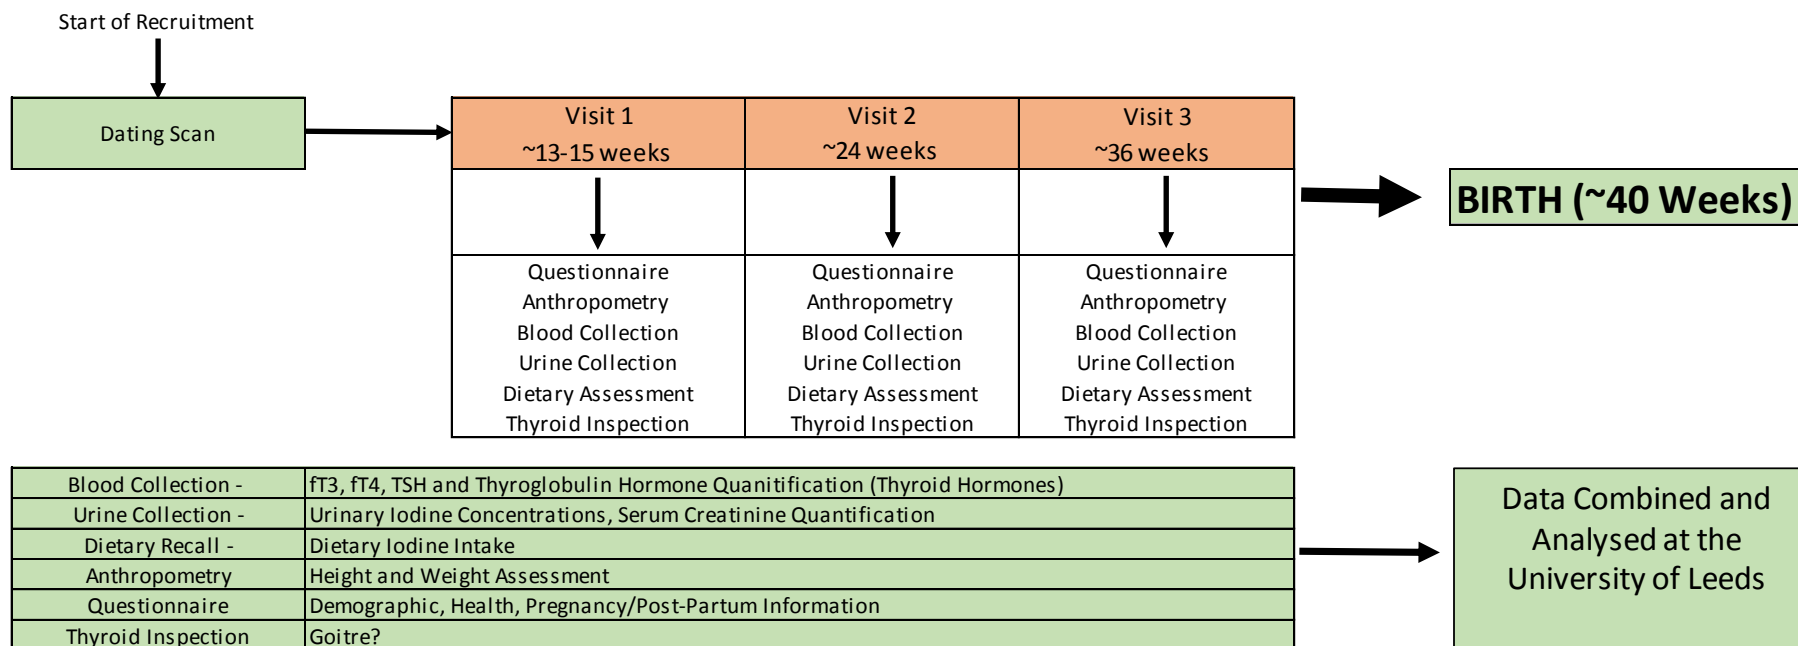 Start of Recruitment
Dating Scan
Visit 1
~13-15 weeks
Visit 2
~24 weeks
Visit 3
~36 weeks
BIRTH (~40 Weeks)
Questionnaire
Anthropometry
Blood Collection
Urine Collection
Dietary Assessment
Thyroid Inspection
Questionnaire
Anthropometry
Blood Collection
Urine Collection
Dietary Assessment
Thyroid Inspection
Questionnaire
Anthropometry
Blood Collection
Urine Collection
Dietary Assessment
Thyroid Inspection
Blood Collection - fT3, fT4, TSH and Thyroglobulin Hormone Quanitification (Thyroid Hormones)
Urine Collection - Urinary Iodine Concentrations, Serum Creatinine Quantification
Dietary Recall - Dietary Iodine Intake
Anthropometry Height and Weight Assessment
Questionnaire Demographic, Health, Pregnancy/Post-Partum Information
Thyroid Inspection Goitre?
Data Combined and
Analysed at the
University of Leeds